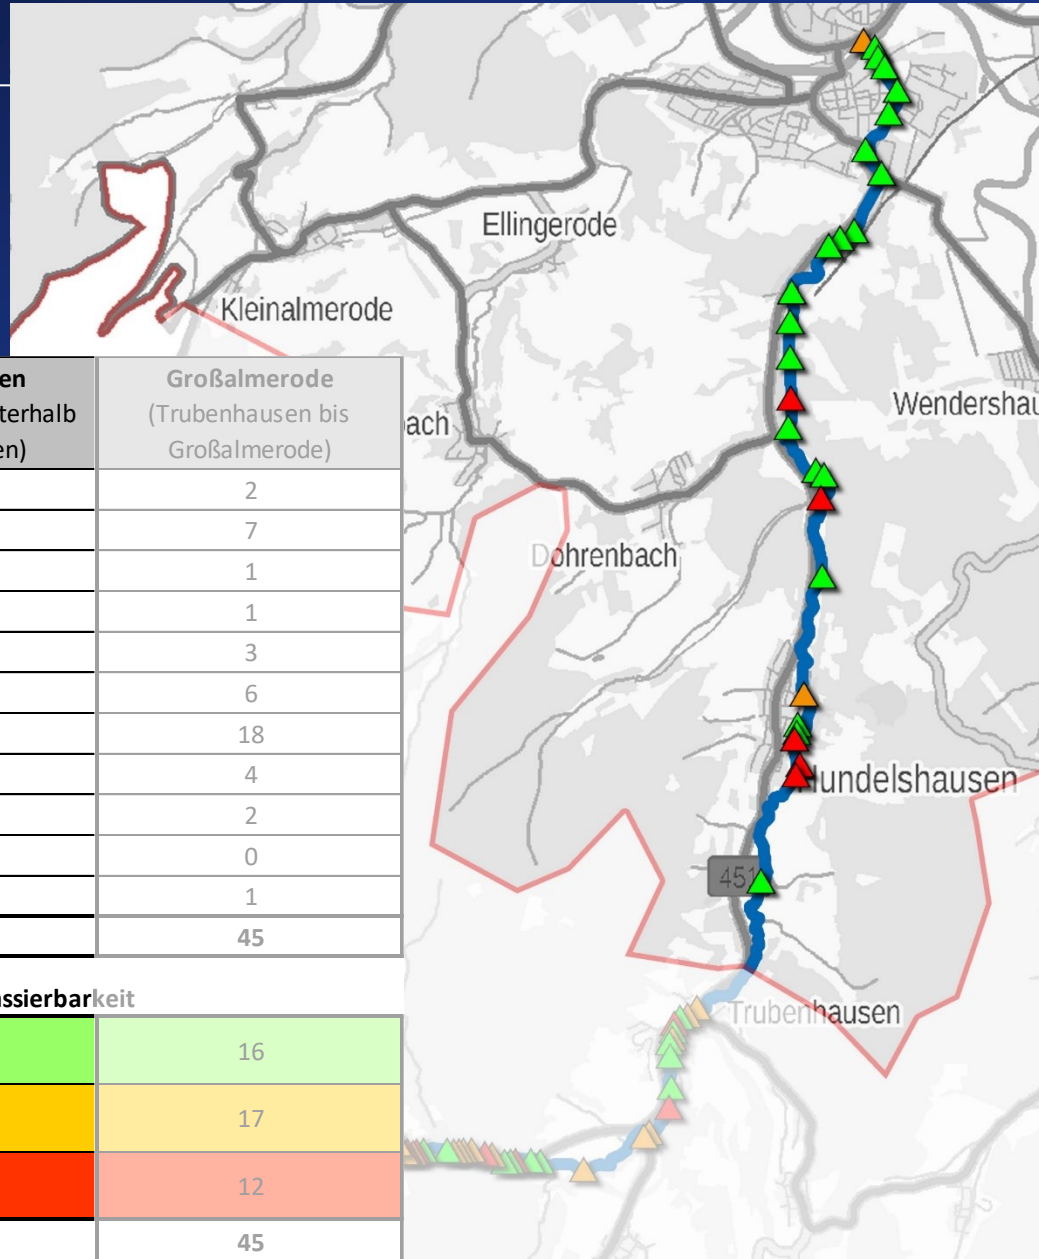 Ellingerode
Kleinalmerode
Wendershau
ach
Dohrenbach
Hundelshausen
451
Trubenhausen
en
terhalb
en)
Großalmerode
(Trubenhausen bis
Großalmerode)
2
7
1
1
3
6
18
4
2
0
1
45
ssierbarkeit
16
17
12
45